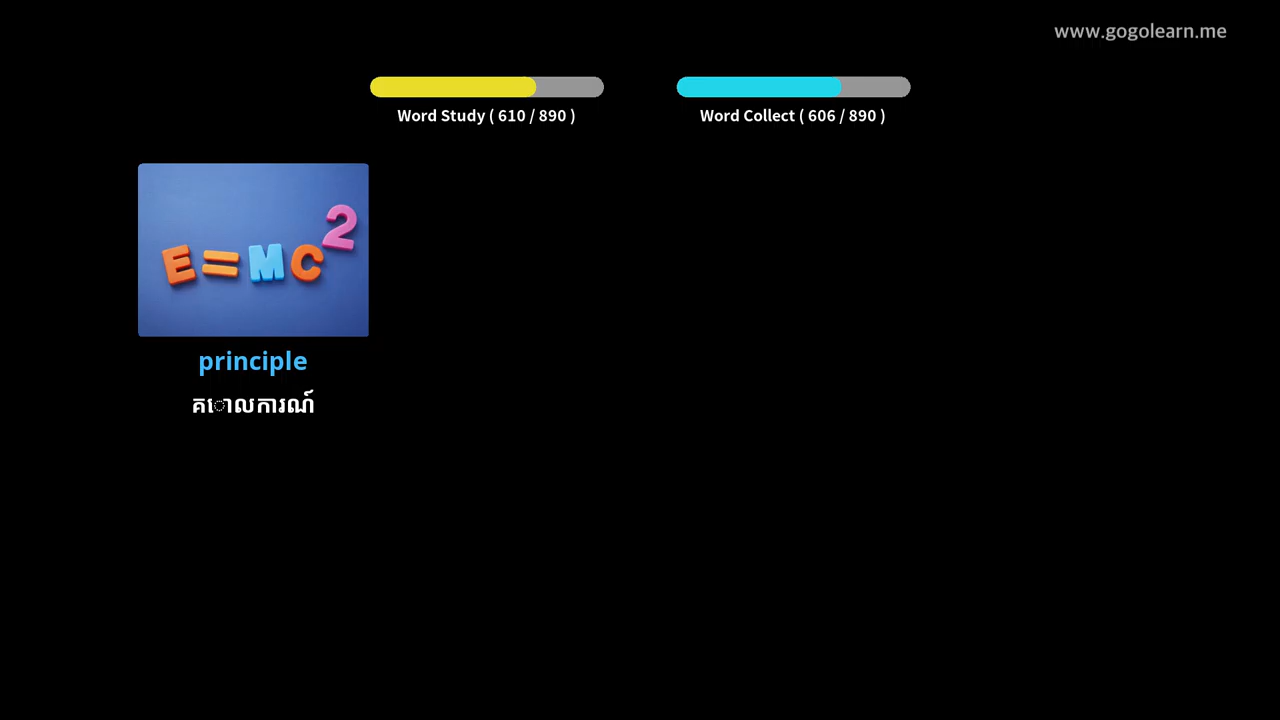 www.gogolearn.me
Word Study ( 610 / 890 )
Word Collect ( 606 / 890 )
E=MC²
principle
គោលការណ៍